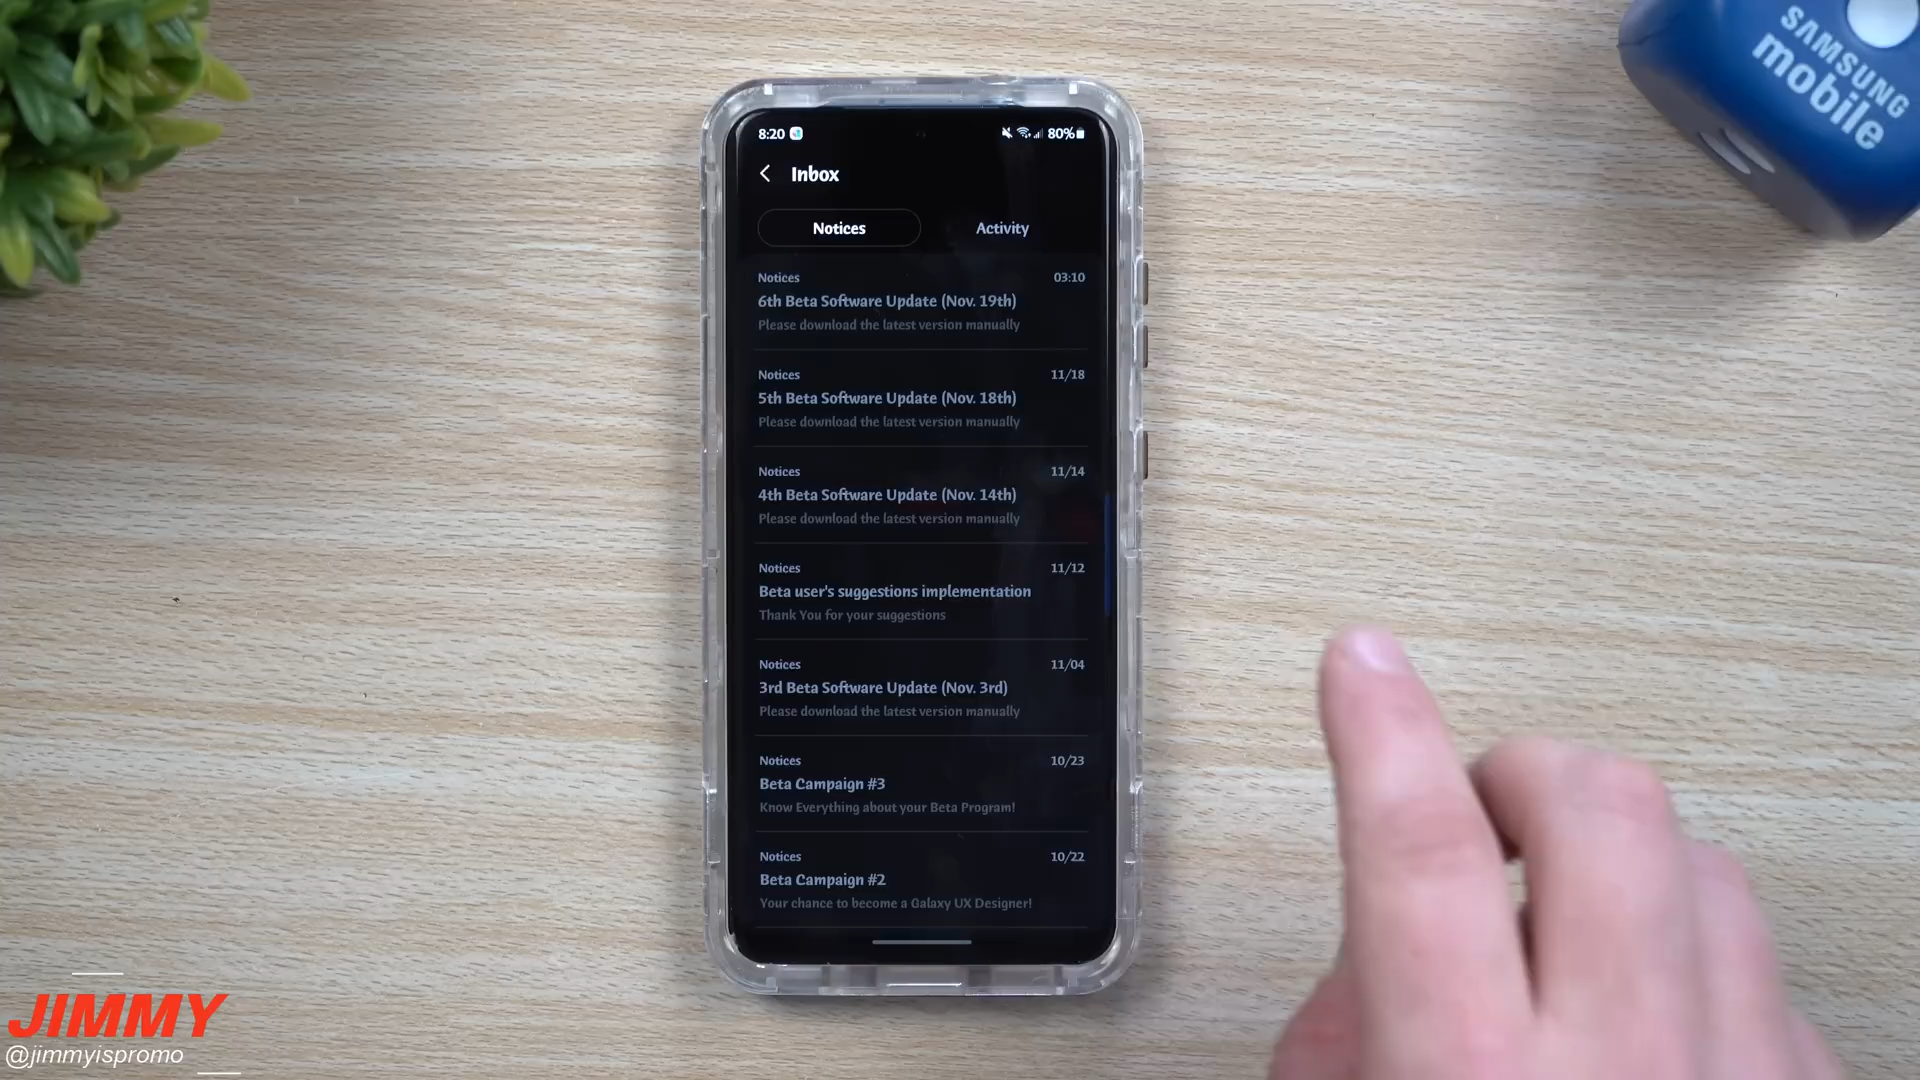 SAMSUNG
mobile
8:20
80%
Inbox
Notices
Activity
Notices
03:10
6th Beta Software Update (Nov. 19th)
Please download the latest version manually
Notices
11/18
5th Beta Software Update (Nov. 18th)
Please download the latest version manually
Notices
11/14
4th Beta Software Update (Nov. 14th)
Please download the latest version manually
Notices
11/12
Beta user's suggestions implementation
Thank You for your suggestions
Notices
11/04
3rd Beta Software Update (Nov. 3rd)
Please download the latest version manually
Notices
10/23
Beta Campaign #3
Know Everything about your Beta Program!
Notices
10/22
Beta Campaign #2
Your chance to become a Galaxy UX Designer!
JIMMY
@jimmyispromo